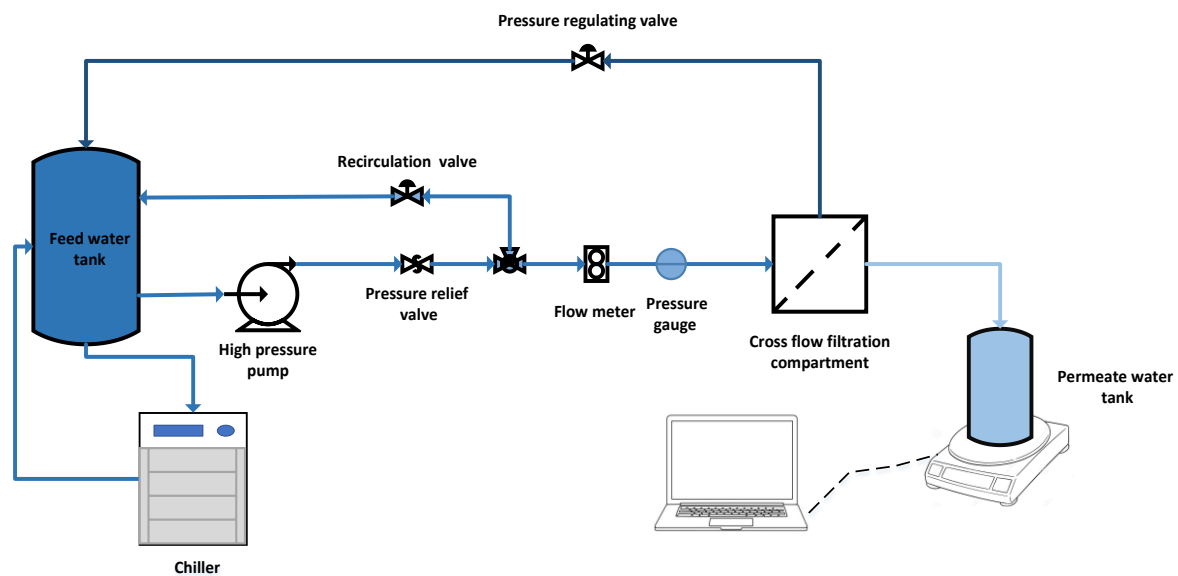 Pressure regulating valve
Recirculation valve
Feed water
tank
Pressure relief
valve
Flow meter
Pressure
gauge
High pressure
pump
Cross flow filtration
compartment
Permeate water
tank
Chiller